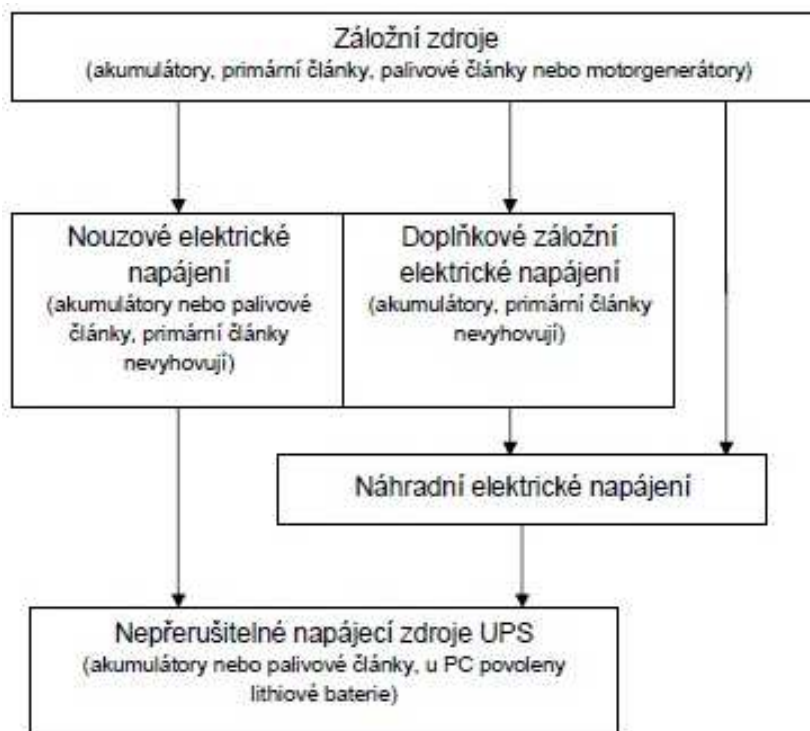 Záložní zdroje
(akumulátory, primární články, palivové články nebo motorgenerátory)
Nouzové elektrické
napájení
(akumulátory nebo palivové
články, primární články
nevyhovují)
Doplňkové záložní
elektrické napájení
(akumulátory, primární články
nevyhovují)
Náhradní elektrické napájení
Nepřerušitelné napájecí zdroje UPS
(akumulátory nebo palivové články, u PC povoleny
lithiové baterie)